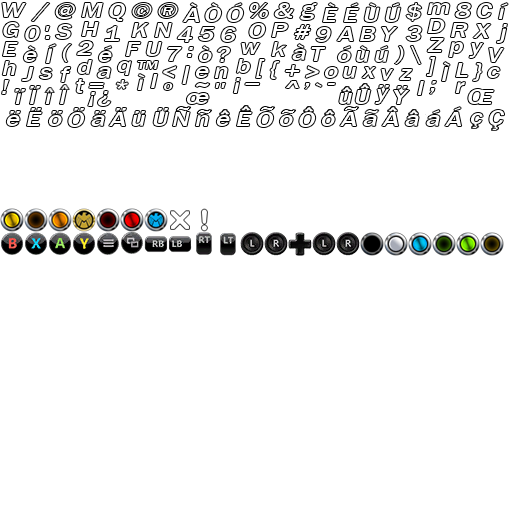 W / @ M Q © ® À Ò Ó % & g È É Ù Ú $ m 8 C í
G 0 : S H 1 K N 4 5 6 O P # 9 A B Y 3 D R X j
E è Í ( 2 é F U 7 : ò ? w k à T ó ù ú ) \ Z p y v
h J s f d a q ™ ì | < | e n b [ { + > o u x v z ] ¡ L } c
! Ï Ï Î Î t = * ¡ ¿ æ ~ " ¡ — ^ ' ` - û Û ÿ Ÿ | ; r Œ
ë Ë ö Ö ä Ä ü Ü Ñ ñ ê Ê Õ õ Ô ô Ã ã Â â á Á ç Ç
!
B X A Y RB LB RT LT L R L R